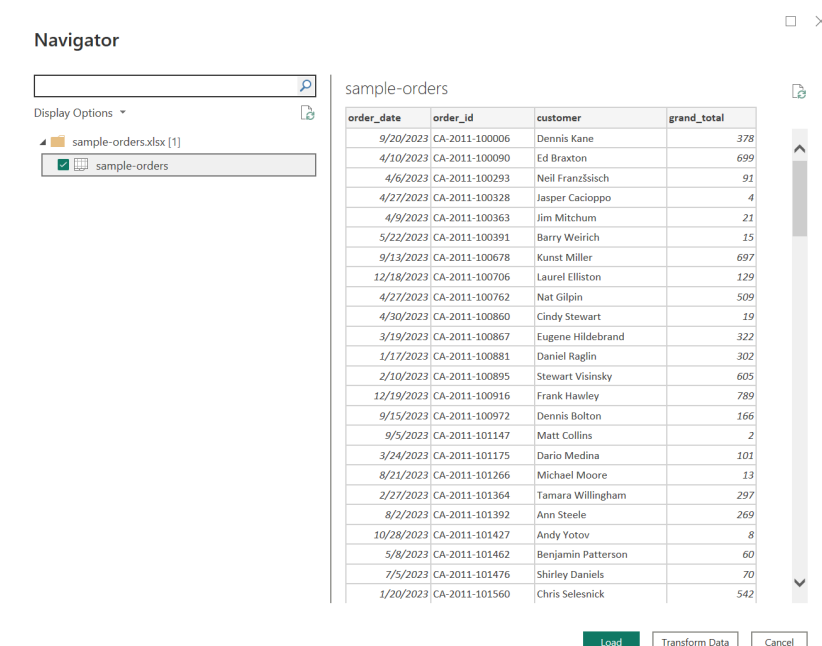 Navigator
Display Options
sample-orders.xlsx [1]
sample-orders
sample-orders
order_date order_id customer grand_total
9/20/2023 CA-2011-100006 Dennis Kane 378
4/10/2023 CA-2011-100090 Ed Braxton 699
4/6/2023 CA-2011-100293 Neil Franzšsisch 91
4/27/2023 CA-2011-100328 Jasper Cacioppo 4
4/9/2023 CA-2011-100363 Jim Mitchum 21
5/22/2023 CA-2011-100391 Barry Weirich 15
9/13/2023 CA-2011-100678 Kunst Miller 697
12/18/2023 CA-2011-100706 Laurel Elliston 129
4/27/2023 CA-2011-100762 Nat Gilpin 509
4/30/2023 CA-2011-100860 Cindy Stewart 19
3/19/2023 CA-2011-100867 Eugene Hildebrand 322
1/17/2023 CA-2011-100881 Daniel Raglin 302
2/10/2023 CA-2011-100895 Stewart Visinsky 605
12/19/2023 CA-2011-100916 Frank Hawley 789
9/15/2023 CA-2011-100972 Dennis Bolton 166
9/5/2023 CA-2011-101147 Matt Collins 2
3/24/2023 CA-2011-101175 Dario Medina 101
8/21/2023 CA-2011-101266 Michael Moore 13
2/27/2023 CA-2011-101364 Tamara Willingham 297
8/2/2023 CA-2011-101392 Ann Steele 269
10/28/2023 CA-2011-101427 Andy Yotov 8
5/8/2023 CA-2011-101462 Benjamin Patterson 60
7/5/2023 CA-2011-101476 Shirley Daniels 70
1/20/2023 CA-2011-101560 Chris Selesnick 542
Load Transform Data Cancel